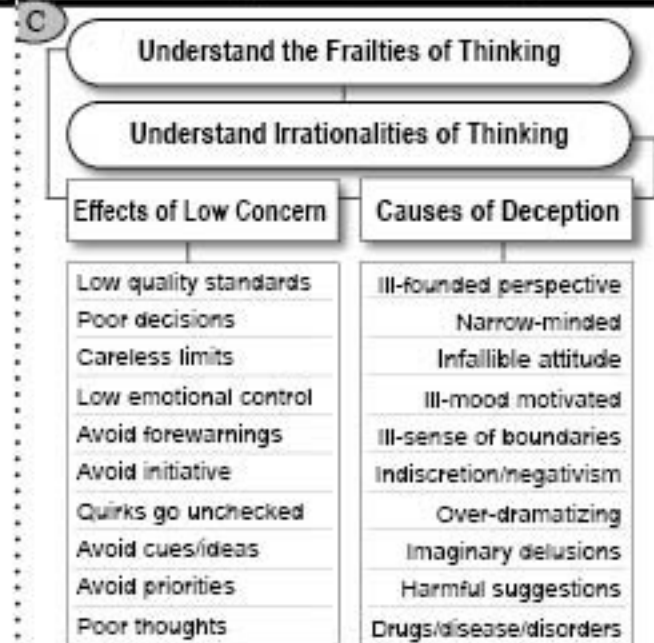 C
Understand the Frailties of Thinking
Understand Irrationalities of Thinking
Effects of Low Concern
Low quality standards
Poor decisions
Careless limits
Low emotional control
Avoid forewarnings
Avoid initiative
Quirks go unchecked
Avoid cues/ideas
Avoid priorities
Poor thoughts
Causes of Deception
Ill-founded perspective
Narrow-minded
Infallible attitude
Ill-mood motivated
Ill-sense of boundaries
Indiscretion/negativism
Over-dramatizing
Imaginary delusions
Harmful suggestions
Drugs/disease/disorders